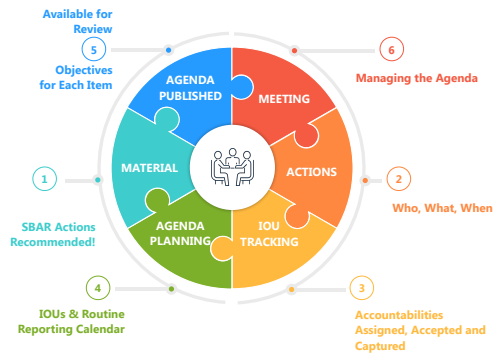 Available for
Review
5
Objectives
for Each Item
6
Managing the Agenda
AGENDA
PUBLISHED
MEETING
MATERIAL
ACTIONS
AGENDA
PLANNING
IOU
TRACKING
1
SBAR Actions
Recommended!
2
Who, What, When
4
IOUs & Routine
Reporting Calendar
3
Accountabilities
Assigned, Accepted and
Captured